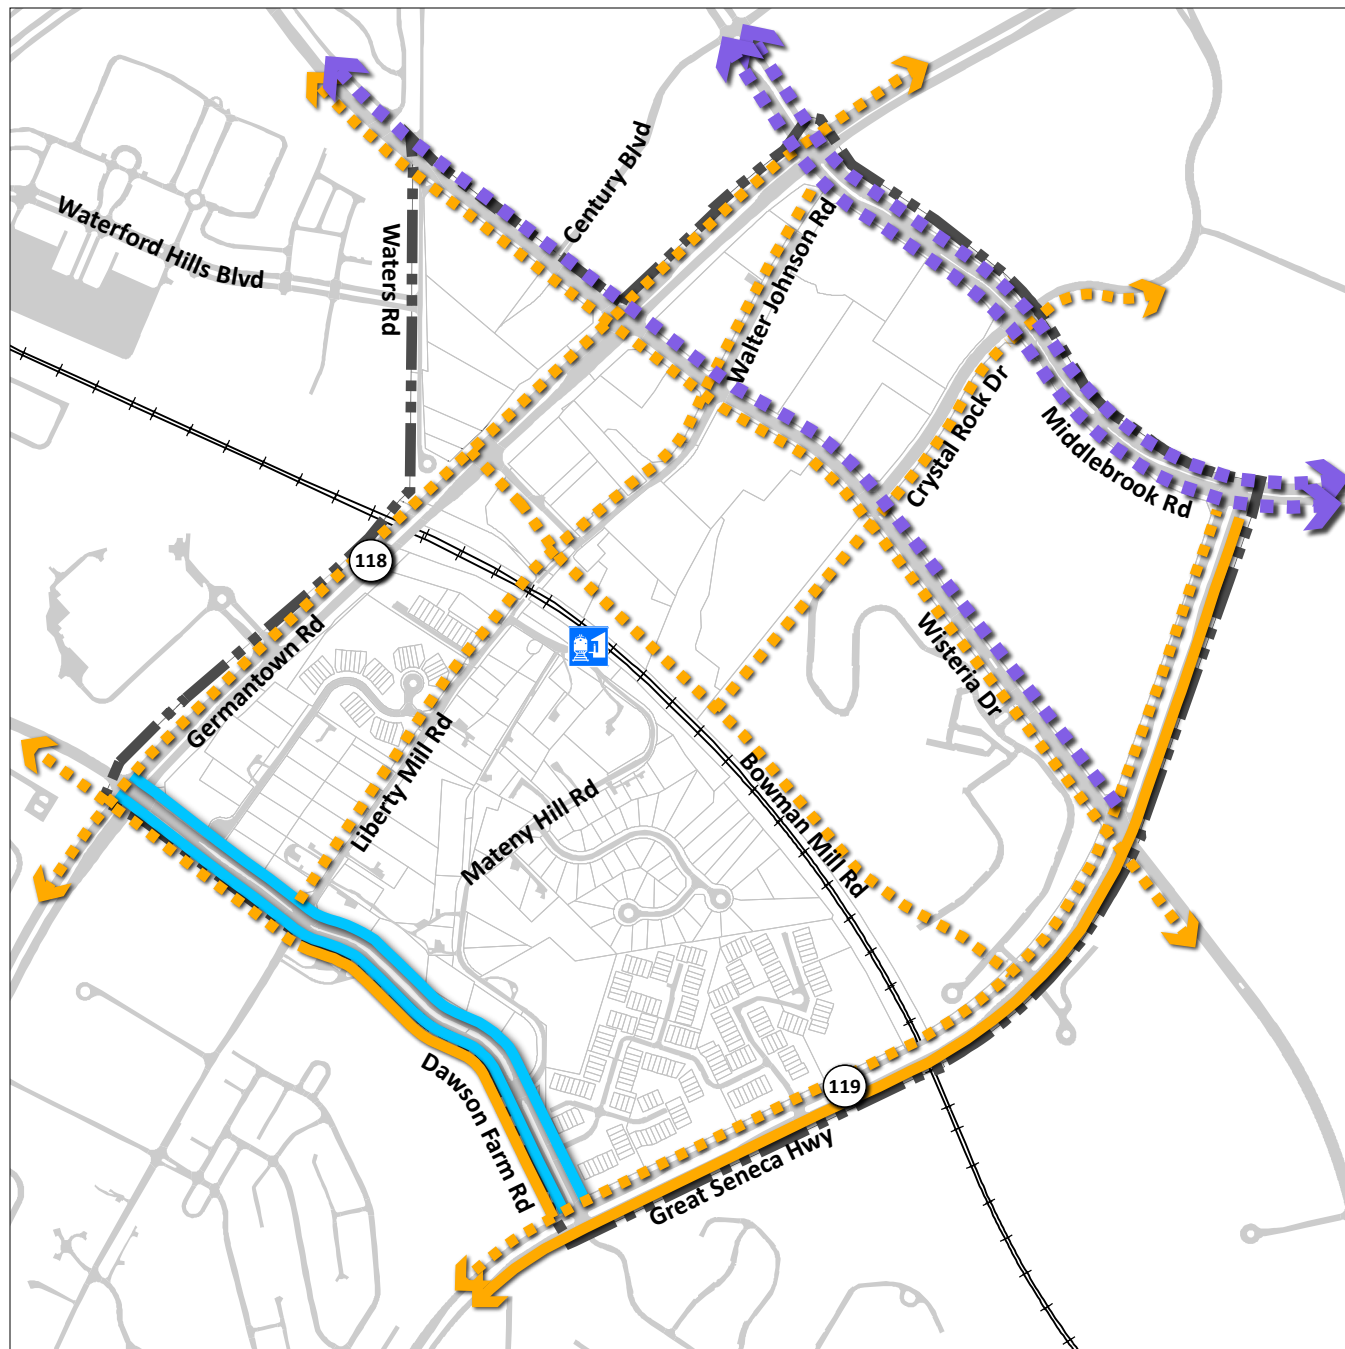 Century Blvd
Waterford Hills Blvd
Waters Rd
Walter Johnson Rd
Crystal Rock Dr
Middlebrook Rd
118
Germantown Rd
Wisteria Dr
Liberty Mill Rd
Mateny Hill Rd
Bowman Mill Rd
Dawson Farm Rd
119
Great Seneca Hwy